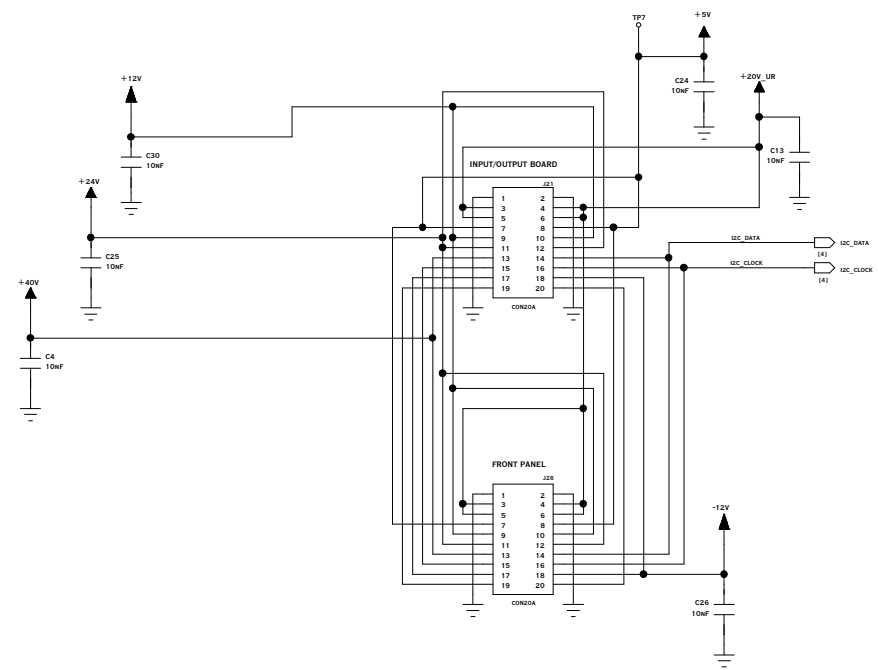 TP7
+5V
C24
10NF
+20V_UR
C13
10NF
+12V
C30
10NF
+24V
C25
10NF
+40V
C4
10NF
INPUT/OUTPUT BOARD
J21
1 2
3 4
5 6
7 8
9 10
11 12
13 14
15 16
17 18
19 20
CON20A
I2C_DATA
I2C_DATA
[4]
I2C_CLOCK
I2C_CLOCK
[4]
FRONT PANEL
J26
1 2
3 4
5 6
7 8
9 10
11 12
13 14
15 16
17 18
19 20
CON20A
-12V
C26
10NF